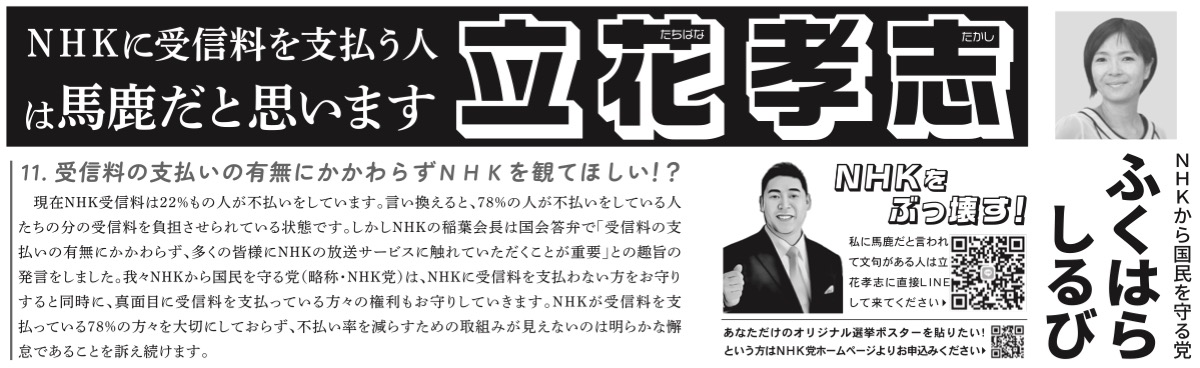 NHKに受信料を支払う人
は馬鹿だと思います
たちばな たかし
立花孝志
11. 受信料の支払いの有無にかかわらずNHKを観てほしい!?
　現在NHK受信料は22%もの人が不払いをしています。言い換えると、78%の人が不払いをしている人
たちの分の受信料を負担させられている状態です。しかしNHKの稲葉会長は国会答弁で「受信料の支
払いの有無にかかわらず、多くの皆様にNHKの放送サービスに触れていただくことが重要」との趣旨の
発言をしました。我々NHKから国民を守る党(略称・NHK党)は、NHKに受信料を支払わない方をお守り
すると同時に、真面目に受信料を支払っている方々の権利もお守りしていきます。NHKが受信料を支
払っている78%の方々を大切にしておらず、不払い率を減らすための取組みが見えないのは明らかな懈
怠であることを訴え続けます。
NHKを
ぶっ壊す!
私に馬鹿だと言われ
て文句がある人は立
花孝志に直接LINE
して来てください
あなただけのオリジナル選挙ポスターを貼りたい!
という方はNHK党ホームページよりお申込みください
NHKから国民を守る党
ふくはら
しるび